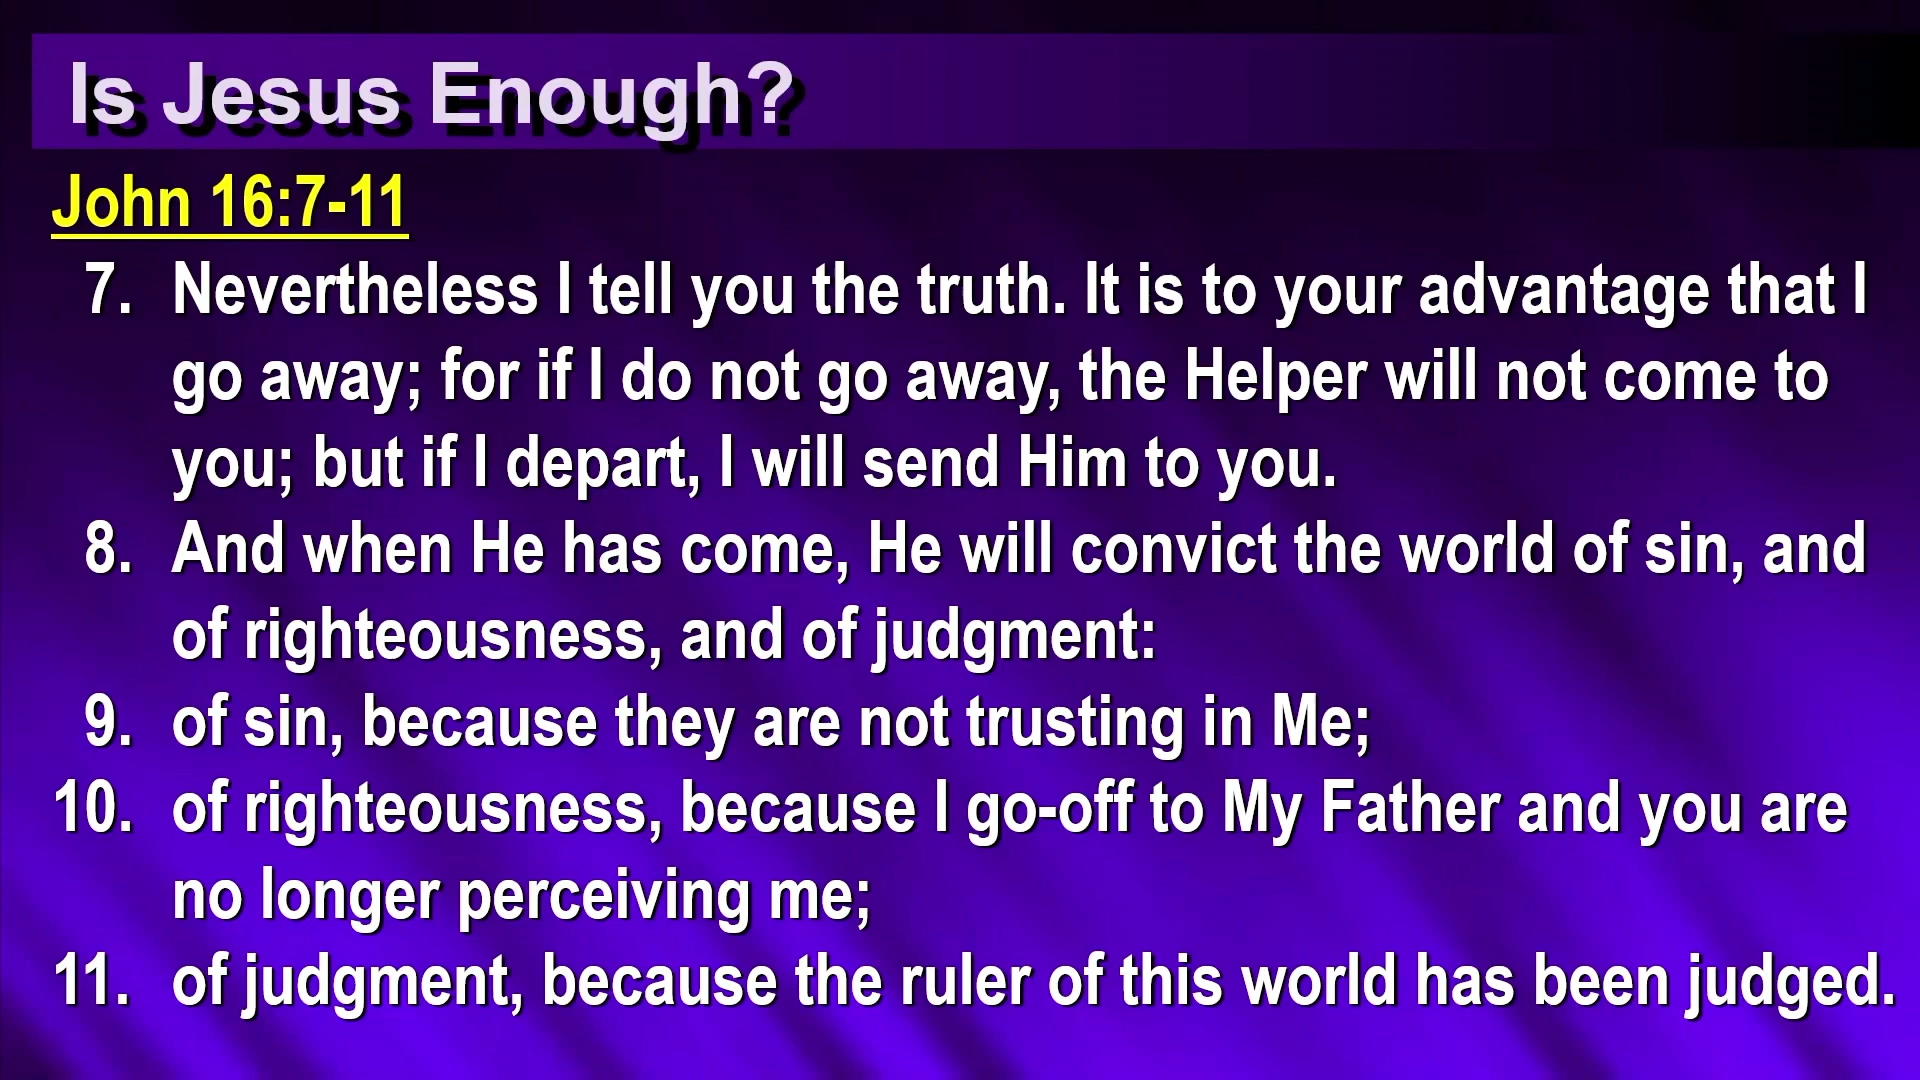 Is Jesus Enough?
John 16:7-11
7. Nevertheless I tell you the truth. It is to your advantage that I
go away; for if I do not go away, the Helper will not come to
you; but if I depart, I will send Him to you.
8. And when He has come, He will convict the world of sin, and
of righteousness, and of judgment:
9. of sin, because they are not trusting in Me;
10. of righteousness, because I go-off to My Father and you are
no longer perceiving me;
11. of judgment, because the ruler of this world has been judged.